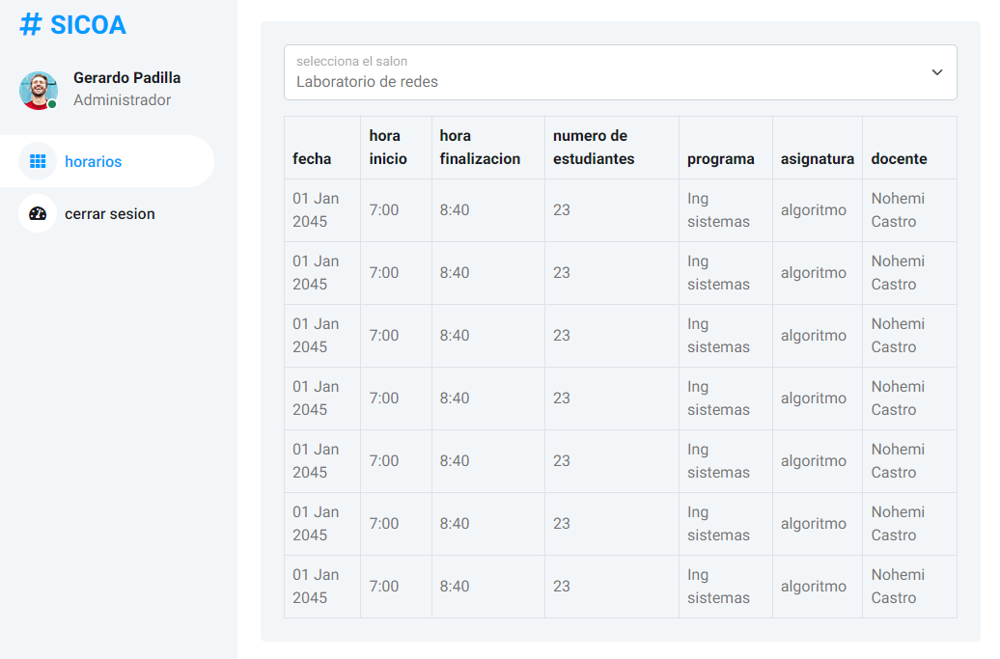 # SICOA
Gerardo Padilla
Administrador
horarios
cerrar sesion
selecciona el salon
Laboratorio de redes
fecha hora inicio hora finalizacion numero de estudiantes programa asignatura docente
01 Jan 2045 7:00 8:40 23 Ing sistemas algoritmo Nohemi Castro
01 Jan 2045 7:00 8:40 23 Ing sistemas algoritmo Nohemi Castro
01 Jan 2045 7:00 8:40 23 Ing sistemas algoritmo Nohemi Castro
01 Jan 2045 7:00 8:40 23 Ing sistemas algoritmo Nohemi Castro
01 Jan 2045 7:00 8:40 23 Ing sistemas algoritmo Nohemi Castro
01 Jan 2045 7:00 8:40 23 Ing sistemas algoritmo Nohemi Castro
01 Jan 2045 7:00 8:40 23 Ing sistemas algoritmo Nohemi Castro